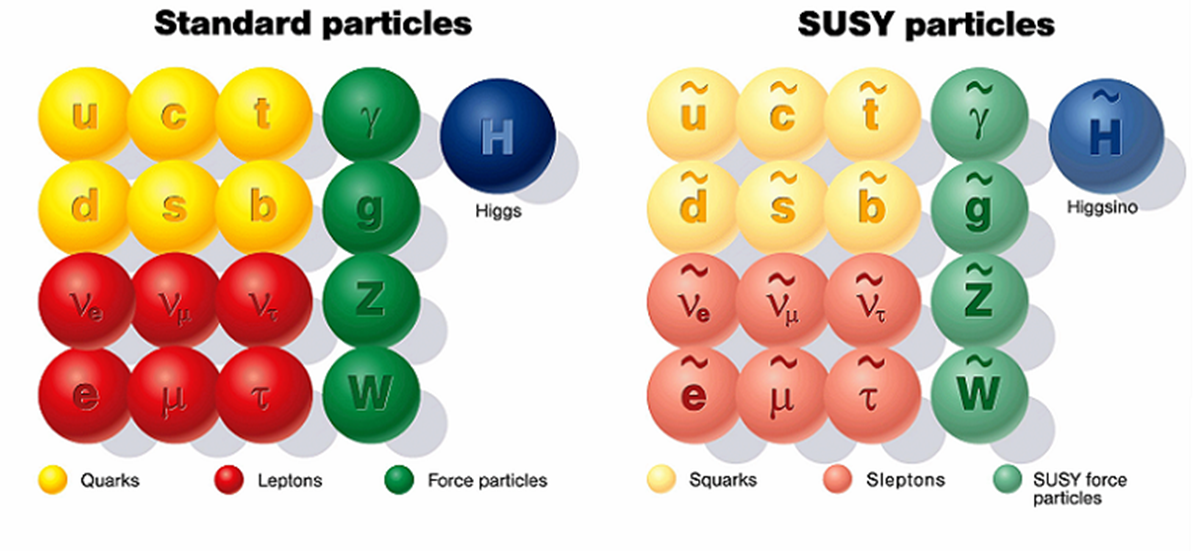 Standard particles
u c t γ
H
d s b g
Higgs
νe νμ ντ Z
e μ τ W
Quarks Leptons Force particles
SUSY particles
ũ c̃ t̃ γ̃
H̃
d̃ s̃ b̃ g̃
Higgsino
ν̃e ν̃μ ν̃τ Z̃
ẽ μ̃ τ̃ W̃
Squarks Sleptons SUSY force
particles